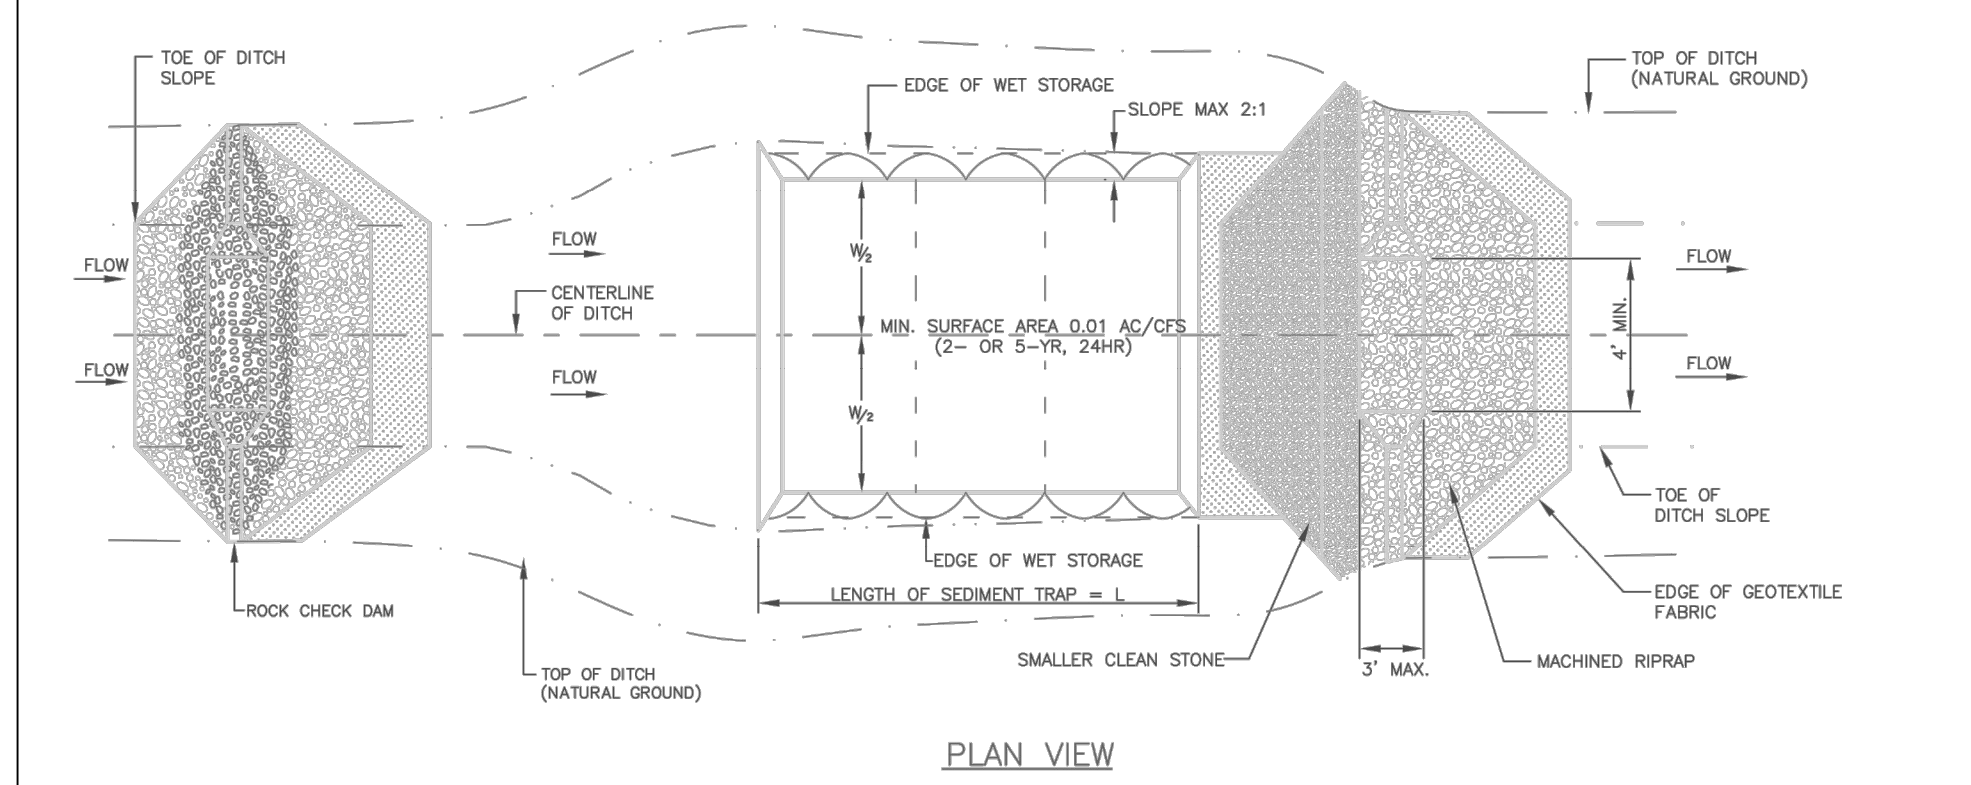 TOE OF DITCH
SLOPE
EDGE OF WET STORAGE
SLOPE MAX 2:1
TOP OF DITCH
(NATURAL GROUND)
FLOW
FLOW
FLOW
W/2
CENTERLINE
OF DITCH
MIN. SURFACE AREA 0.01 AC/CFS
(2- OR 5-YR, 24HR)
4' MIN.
FLOW
FLOW
FLOW
W/2
TOE OF
DITCH SLOPE
EDGE OF WET STORAGE
LENGTH OF SEDIMENT TRAP = L
EDGE OF GEOTEXTILE
FABRIC
ROCK CHECK DAM
SMALLER CLEAN STONE
3' MAX.
MACHINED RIPRAP
TOP OF DITCH
(NATURAL GROUND)
PLAN VIEW